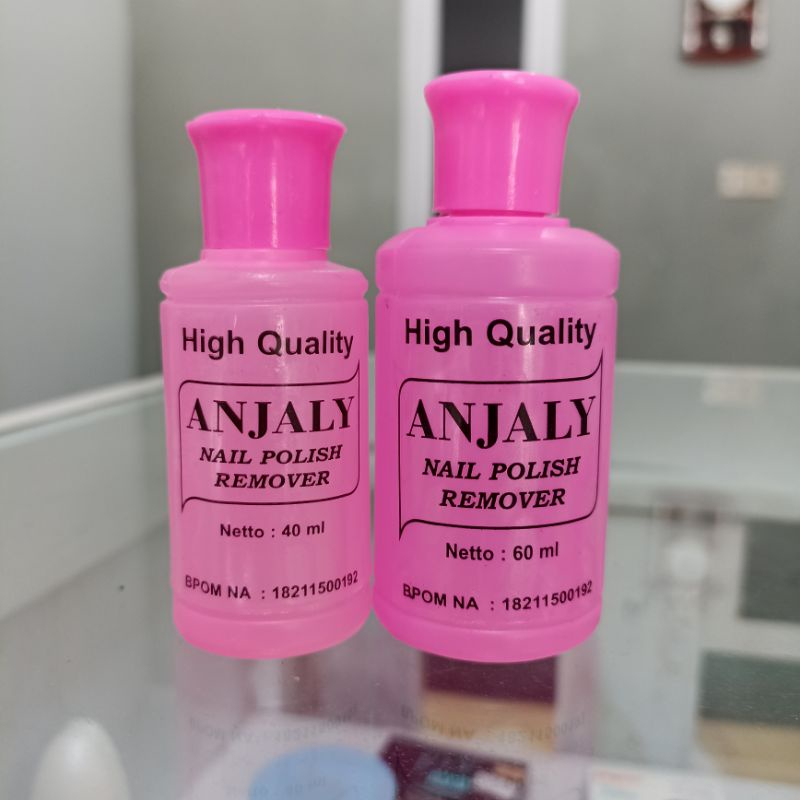 High Quality
ANJALY
NAIL POLISH
REMOVER
Netto : 40 ml
BPOM NA : 18211500192
High Quality
ANJALY
NAIL POLISH
REMOVER
Netto : 60 ml
BPOM NA : 18211500192